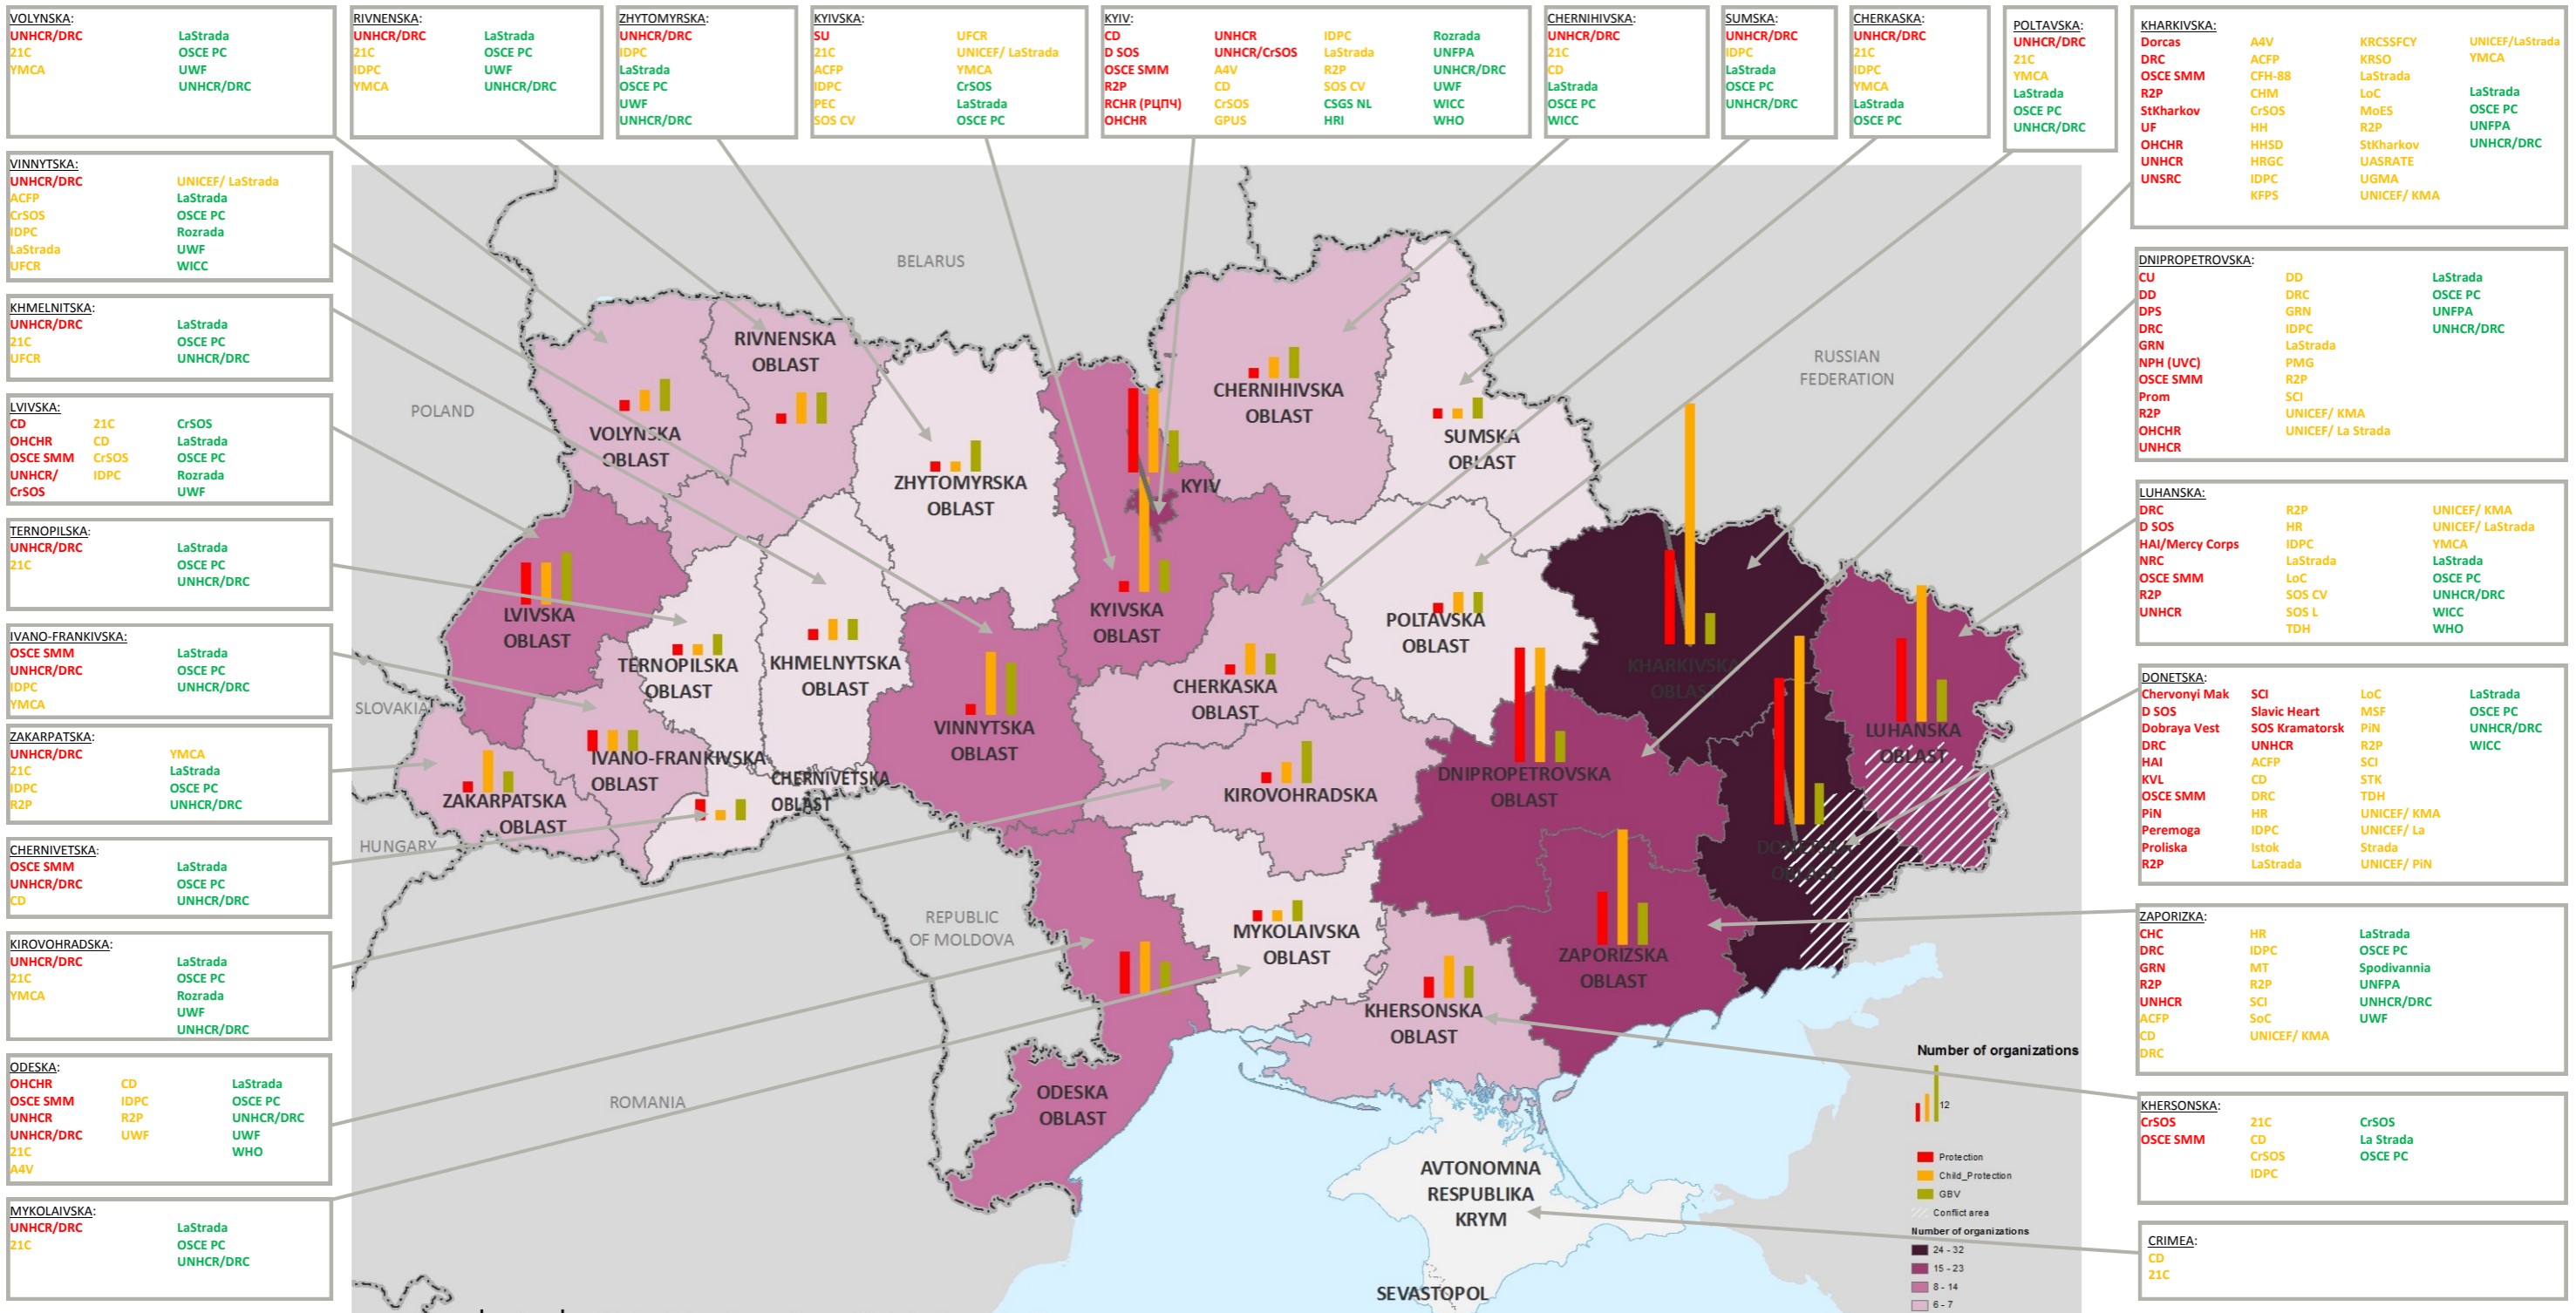 VOLYNSKA:
UNHCR/DRC LaStrada
21C OSCE PC
YMCA UWF
UNHCR/DRC
RIVNENSKA:
UNHCR/DRC LaStrada
21C OSCE PC
IDPC UWF
YMCA UNHCR/DRC
ZHYTOMYRSKA:
UNHCR/DRC
IDPC
LaStrada
OSCE PC
UWF
UNHCR/DRC
KYIVSKA:
SU UFCR
21C UNICEF/ LaStrada
ACFP YMCA
IDPC CrSOS
PEC LaStrada
SOS CV OSCE PC
KYIV:
CD UNHCR IDPC Rozrada
D SOS UNHCR/CrSOS LaStrada UNFPA
OSCE SMM A4V R2P UNHCR/DRC
R2P CD SOS CV UWF
RCHR (РЦПЧ) CrSOS CSGS NL WICC
OHCHR GPUS HRI WHO
CHERNIHIVSKA:
UNHCR/DRC
21C
CD
LaStrada
OSCE PC
WICC
SUMSKA:
UNHCR/DRC
IDPC
LaStrada
OSCE PC
UNHCR/DRC
CHERKASKA:
UNHCR/DRC
21C
IDPC
YMCA
LaStrada
OSCE PC
POLTAVSKA:
UNHCR/DRC
21C
YMCA
LaStrada
OSCE PC
UNHCR/DRC
KHARKIVSKA:
Dorcas A4V KRCSSFCY UNICEF/LaStrada
DRC ACFP KRSO YMCA
OSCE SMM CFH-88 LaStrada
R2P CHM LoC LaStrada
StKharkov CrSOS MoES OSCE PC
UF HH R2P UNFPA
OHCHR HHSD StKharkov UNHCR/DRC
UNHCR HRGC UASRATE
UNSRC IDPC UGMA
KFPS UNICEF/ KMA
VINNYTSKA:
UNHCR/DRC UNICEF/ LaStrada
ACFP LaStrada
CrSOS OSCE PC
IDPC Rozrada
LaStrada UWF
UFCR WICC
KHMELNITSKA:
UNHCR/DRC LaStrada
21C OSCE PC
UFCR UNHCR/DRC
LVIVSKA:
CD 21C CrSOS
OHCHR CD LaStrada
OSCE SMM CrSOS OSCE PC
UNHCR/ IDPC Rozrada
CrSOS UWF
TERNOPILSKA:
UNHCR/DRC LaStrada
21C OSCE PC
UNHCR/DRC
IVANO-FRANKIVSKA:
OSCE SMM LaStrada
UNHCR/DRC OSCE PC
IDPC UNHCR/DRC
YMCA
ZAKARPATSKA:
UNHCR/DRC YMCA
21C LaStrada
IDPC OSCE PC
R2P UNHCR/DRC
CHERNIVETSKA:
OSCE SMM LaStrada
UNHCR/DRC OSCE PC
CD UNHCR/DRC
KIROVOHRADSKA:
UNHCR/DRC LaStrada
21C OSCE PC
YMCA Rozrada
UWF
UNHCR/DRC
ODESKA:
OHCHR CD LaStrada
OSCE SMM IDPC OSCE PC
UNHCR R2P UNHCR/DRC
UNHCR/DRC UWF UWF
21C WHO
A4V
MYKOLAIVSKA:
UNHCR/DRC LaStrada
21C OSCE PC
UNHCR/DRC
DNIPROPETROVSKA:
CU DD LaStrada
DD DRC OSCE PC
DPS GRN UNFPA
DRC IDPC UNHCR/DRC
GRN LaStrada
NPH (UVC) PMG
OSCE SMM R2P
Prom SCI
R2P UNICEF/ KMA
OHCHR UNICEF/ La Strada
UNHCR
LUHANSKA:
DRC R2P UNICEF/ KMA
D SOS HR UNICEF/ LaStrada
HAI/Mercy Corps IDPC YMCA
NRC LaStrada LaStrada
OSCE SMM LoC OSCE PC
R2P SOS CV UNHCR/DRC
UNHCR SOS L WICC
TDH WHO
DONETSKA:
Chervonyi Mak SCI LoC LaStrada
D SOS Slavic Heart MSF OSCE PC
Dobraya Vest SOS Kramatorsk PiN UNHCR/DRC
DRC UNHCR R2P WICC
HAI ACFP SCI
KVL CD STK
OSCE SMM DRC TDH
PiN HR UNICEF/ KMA
Peremoga IDPC UNICEF/ La
Proliska Istok Strada
R2P LaStrada UNICEF/ PiN
ZAPORIZKA:
CHC HR LaStrada
DRC IDPC OSCE PC
GRN MT Spodivannia
R2P R2P UNFPA
UNHCR SCI UNHCR/DRC
ACFP SoC UWF
CD UNICEF/ KMA
DRC
KHERSONSKA:
CrSOS 21C CrSOS
OSCE SMM CD La Strada
CrSOS OSCE PC
IDPC
CRIMEA:
CD
21C
BELARUS
POLAND
RUSSIAN
FEDERATION
SLOVAKIA
HUNGARY
REPUBLIC
OF MOLDOVA
ROMANIA
RIVNENSKA
OBLAST
VOLYNSKA
OBLAST
ZHYTOMYRSKA
OBLAST
CHERNIHIVSKA
OBLAST
SUMSKA
OBLAST
KYIV
KYIVSKA
OBLAST
LVIVSKA
OBLAST
TERNOPILSKA
OBLAST
KHMELNYTSKA
OBLAST
POLTAVSKA
OBLAST
KHARKIVSKA
OBLAST
CHERKASKA
OBLAST
VINNYTSKA
OBLAST
LUHANSKA
OBLAST
IVANO-FRANKIVSKA
OBLAST
CHERNIVETSKA
OBLAST
ZAKARPATSKA
OBLAST
KIROVOHRADSKA
DNIPROPETROVSKA
OBLAST
OBLAST
MYKOLAIVSKA
OBLAST
ZAPORIZSKA
OBLAST
KHERSONSKA
OBLAST
ODESKA
OBLAST
AVTONOMNA
RESPUBLIKA
KRYM
SEVASTOPOL
Number of organizations
12
Protection
Child_Protection
GBV
Conflict area
Number of organizations
24 - 32
15 - 23
8 - 14
6 - 7